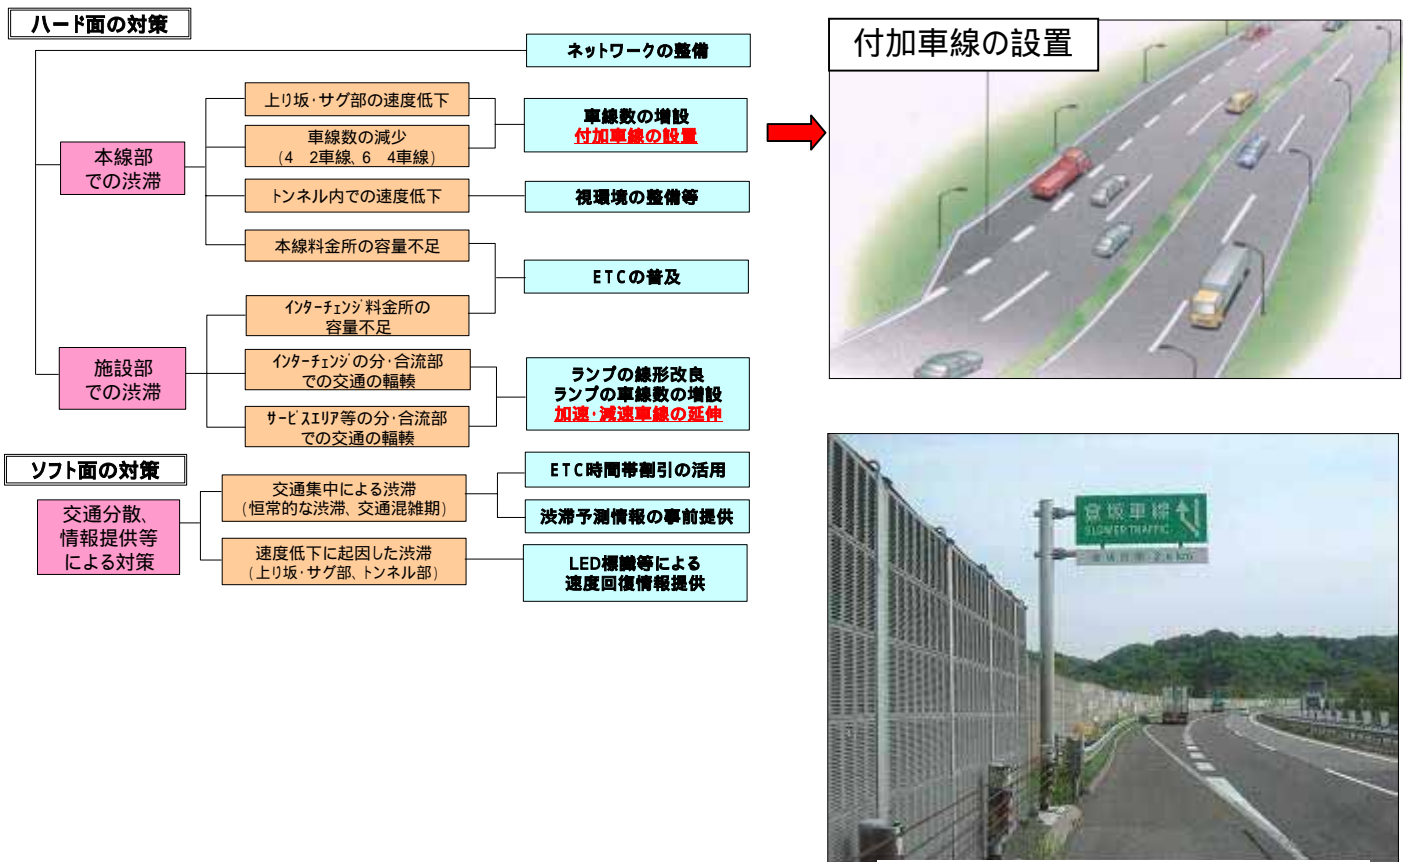 ハード面の対策
ネットワークの整備
本線部
での渋滞
上り坂・サグ部の速度低下
車線数の減少
(4　2車線、6　4車線)
車線数の増設
付加車線の設置
トンネル内での速度低下
視環境の整備等
本線料金所の容量不足
ETCの普及
施設部
での渋滞
インターチェンジ料金所の
容量不足
インターチェンジの分・合流部
での交通の輻輳
サービスエリア等の分・合流部
での交通の輻輳
ランプの線形改良
ランプの車線数の増設
加速・減速車線の延伸
ソフト面の対策
交通分散、
情報提供等
による対策
交通集中による渋滞
(恒常的な渋滞、交通混雑期)
ETC時間帯割引の活用
渋滞予測情報の事前提供
速度低下に起因した渋滞
(上り坂・サグ部、トンネル部)
LED標識等による
速度回復情報提供
付加車線の設置
登坂車線
SLOWER TRAFFIC